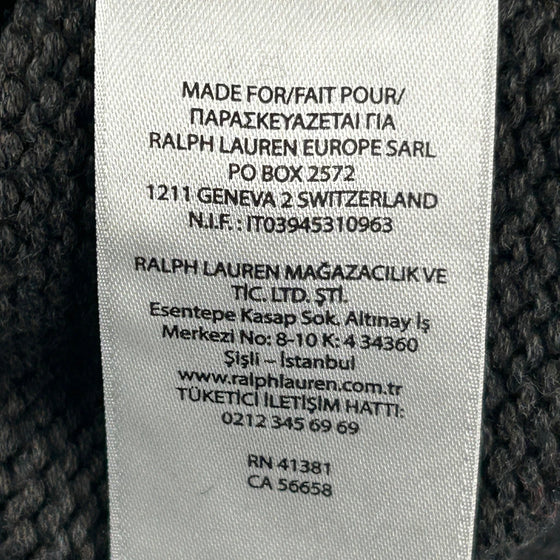 MADE FOR/FAIT POUR/
ΠΑΡΑΣΚΕΥΑΖΕΤΑΙ ΓΙΑ
RALPH LAUREN EUROPE SARL
PO BOX 2572
1211 GENEVA 2 SWITZERLAND
N.I.F.: IT03945310963
RALPH LAUREN MAĞAZACILIK VE
TİC. LTD. ŞTİ.
Esentepe Kasap Sok. Altınay İş
Merkezi No: 8-10 K: 4 34360
Şişli – İstanbul
www.ralphlauren.com.tr
TÜKETİCİ İLETİŞİM HATTI:
0212 345 69 69
RN 41381
CA 56658